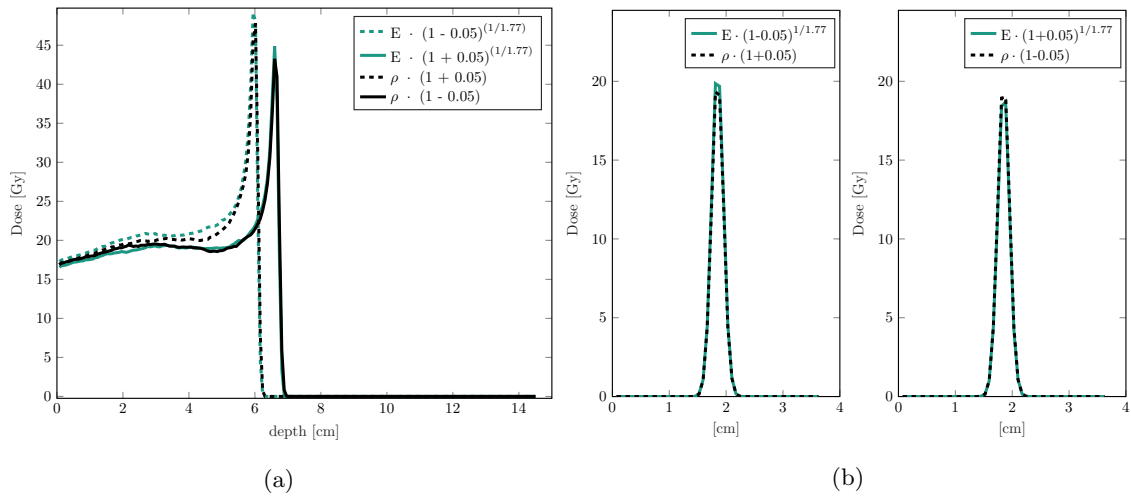 E · (1 - 0.05)^(1/1.77)
E · (1 + 0.05)^(1/1.77)
ρ · (1 + 0.05)
ρ · (1 - 0.05)
45
40
35
30
25
20
15
10
5
0
Dose [Gy]
0 2 4 6 8 10 12 14
depth [cm]
(a)
E · (1-0.05)^1/1.77
ρ · (1+0.05)
20
15
10
5
0
Dose [Gy]
0 1 2 3 4
[cm]
E · (1+0.05)^1/1.77
ρ · (1-0.05)
20
15
10
5
0
Dose [Gy]
0 1 2 3 4
[cm]
(b)